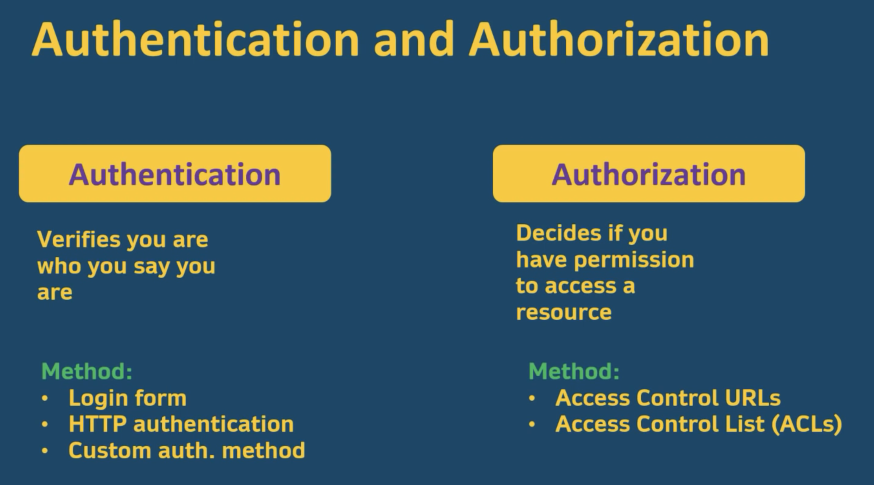 Authentication and Authorization
Authentication
Verifies you are
who you say you
are
Method:
• Login form
• HTTP authentication
• Custom auth. method
Authorization
Decides if you
have permission
to access a
resource
Method:
• Access Control URLs
• Access Control List (ACLs)